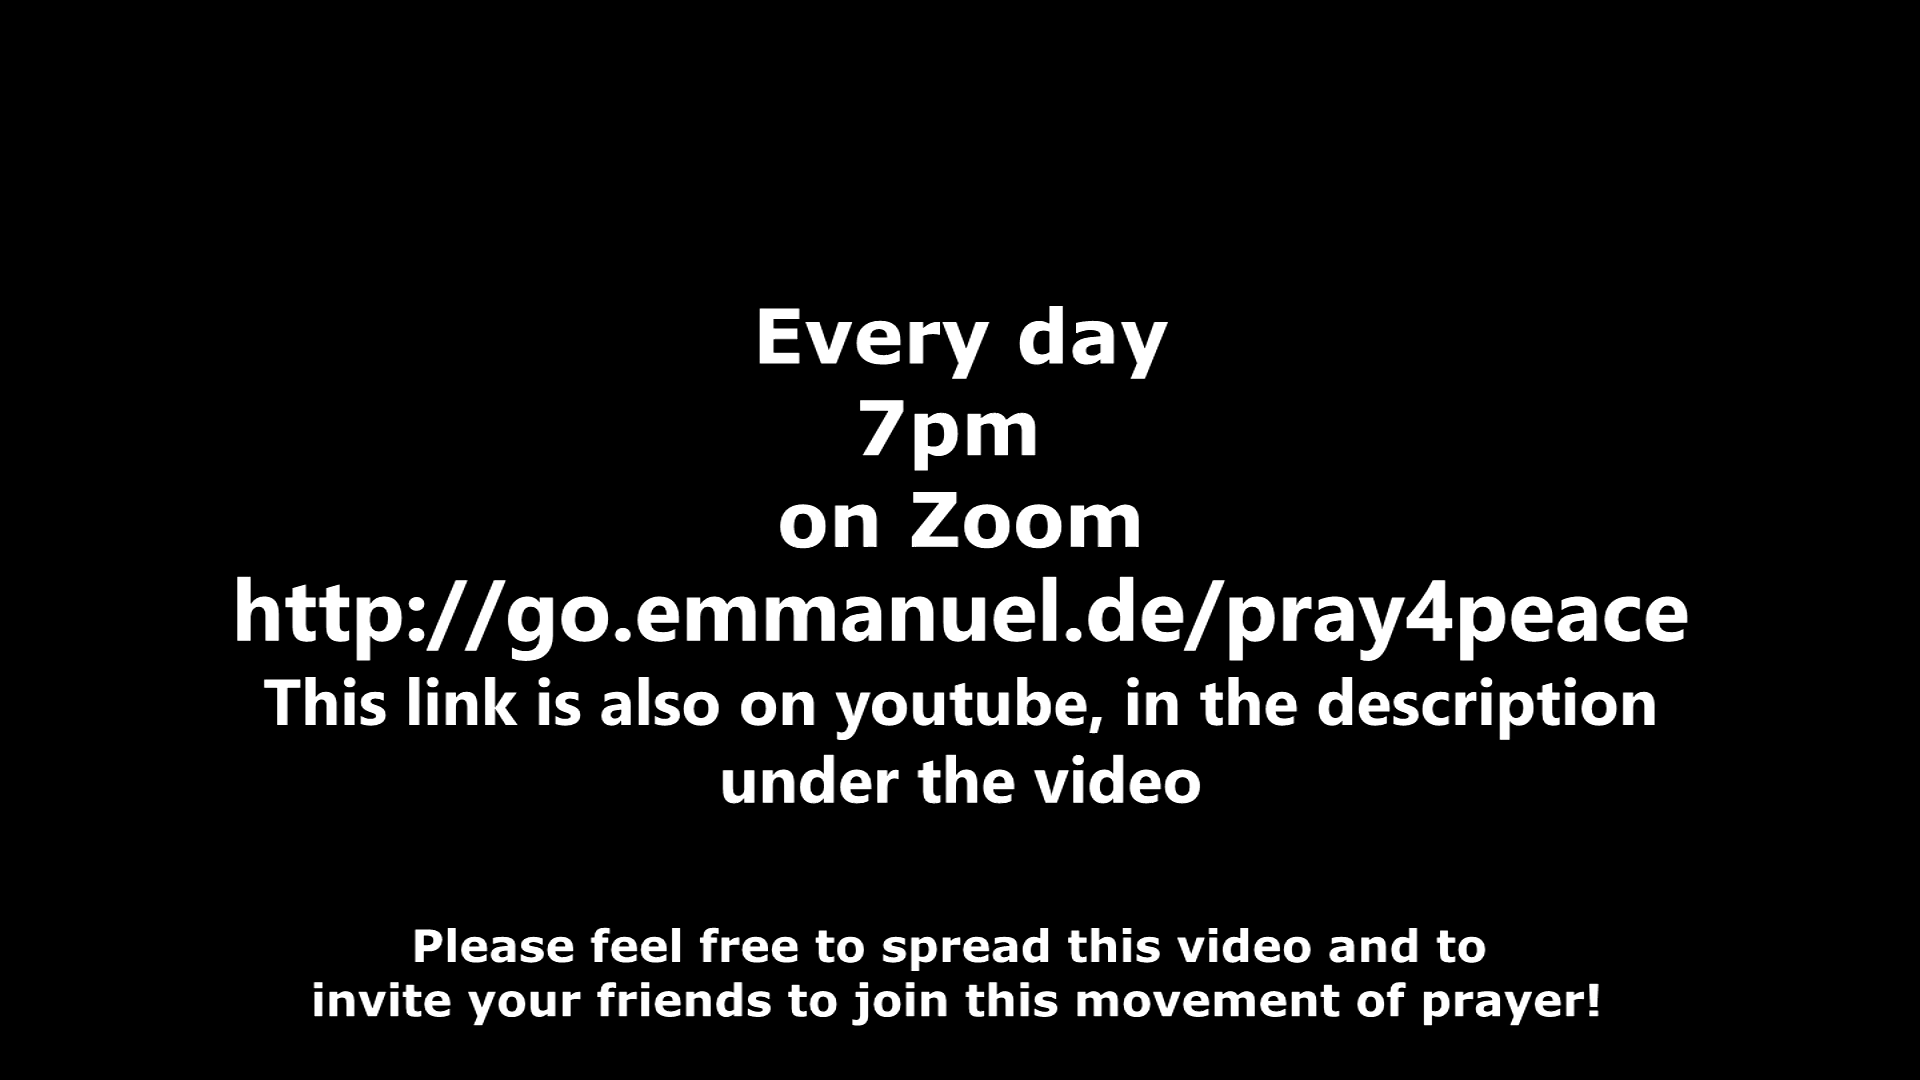 Every day
7pm
on Zoom
http://go.emmanuel.de/pray4peace
This link is also on youtube, in the description
under the video
Please feel free to spread this video and to
invite your friends to join this movement of prayer!